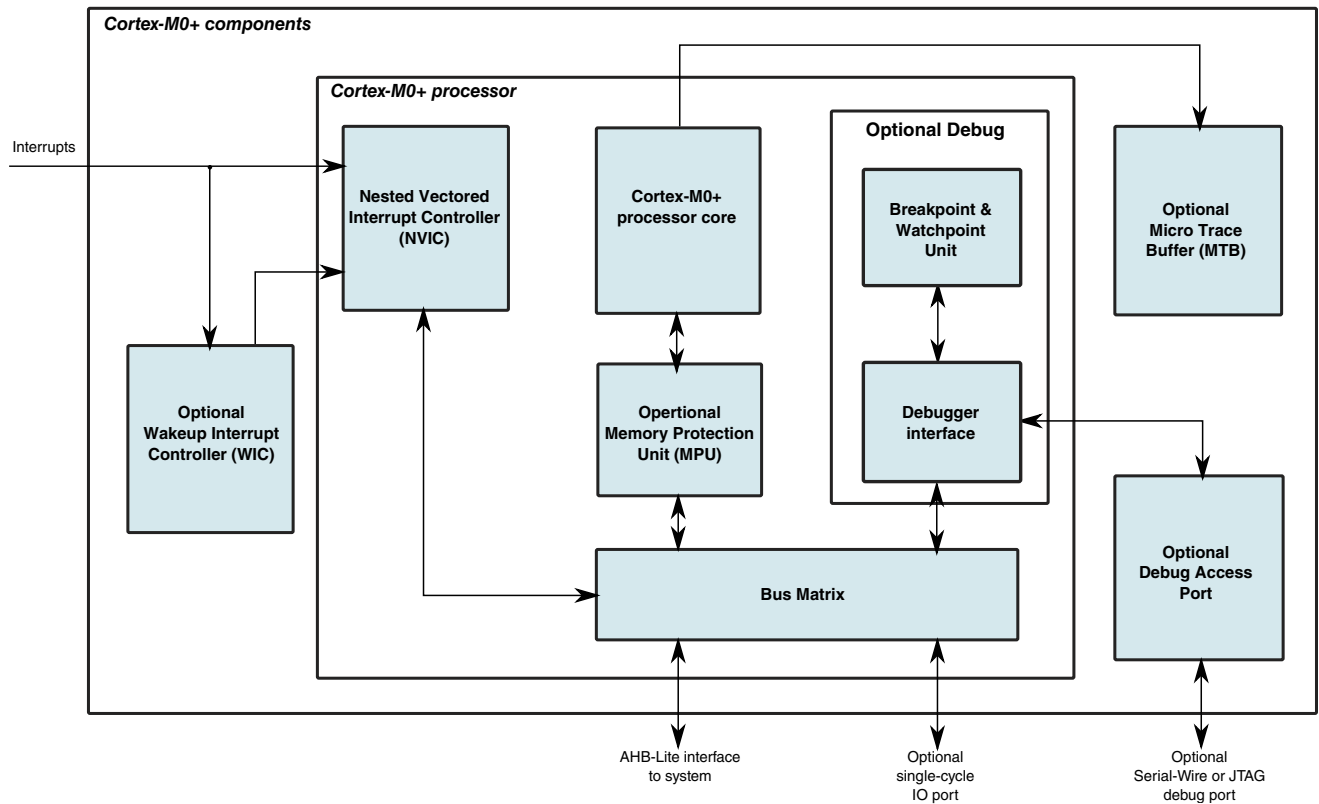 Cortex-M0+ components
Cortex-M0+ processor
Interrupts
Nested Vectored
Interrupt Controller
(NVIC)
Cortex-M0+
processor core
Optional Debug
Breakpoint &
Watchpoint
Unit
Optional
Micro Trace
Buffer (MTB)
Optional
Wakeup Interrupt
Controller (WIC)
Opertional
Memory Protection
Unit (MPU)
Debugger
interface
Optional
Debug Access
Port
Bus Matrix
AHB-Lite interface
to system
Optional
single-cycle
IO port
Optional
Serial-Wire or JTAG
debug port